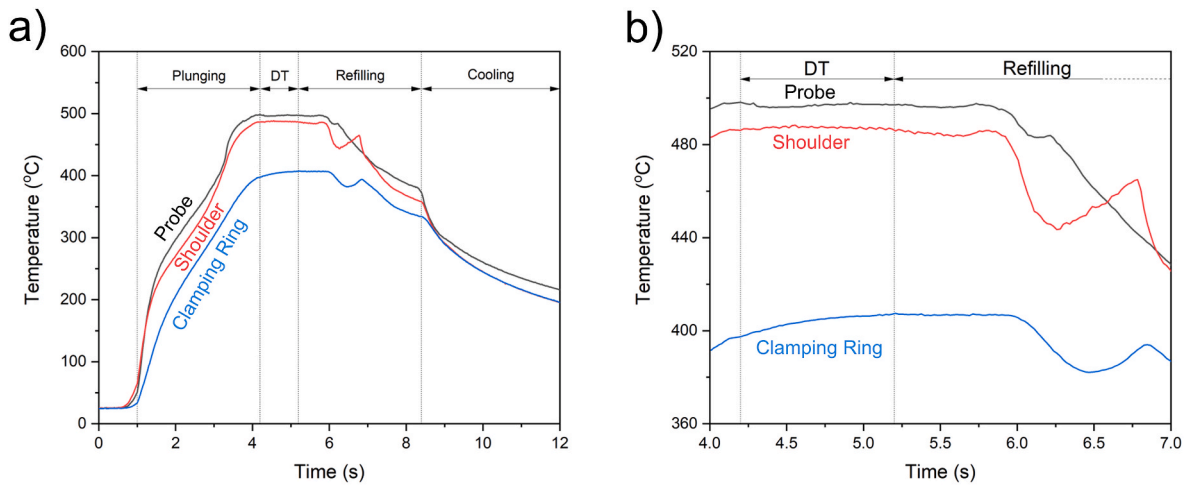 a)
600
500
400
300
200
100
0
Temperature (°C)
Plunging
DT
Refilling
Cooling
Probe
Shoulder
Clamping Ring
0 2 4 6 8 10 12
Time (s)
b)
520
480
440
400
360
Temperature (°C)
DT
Refilling
Probe
Shoulder
Clamping Ring
4.0 4.5 5.0 5.5 6.0 6.5 7.0
Time (s)